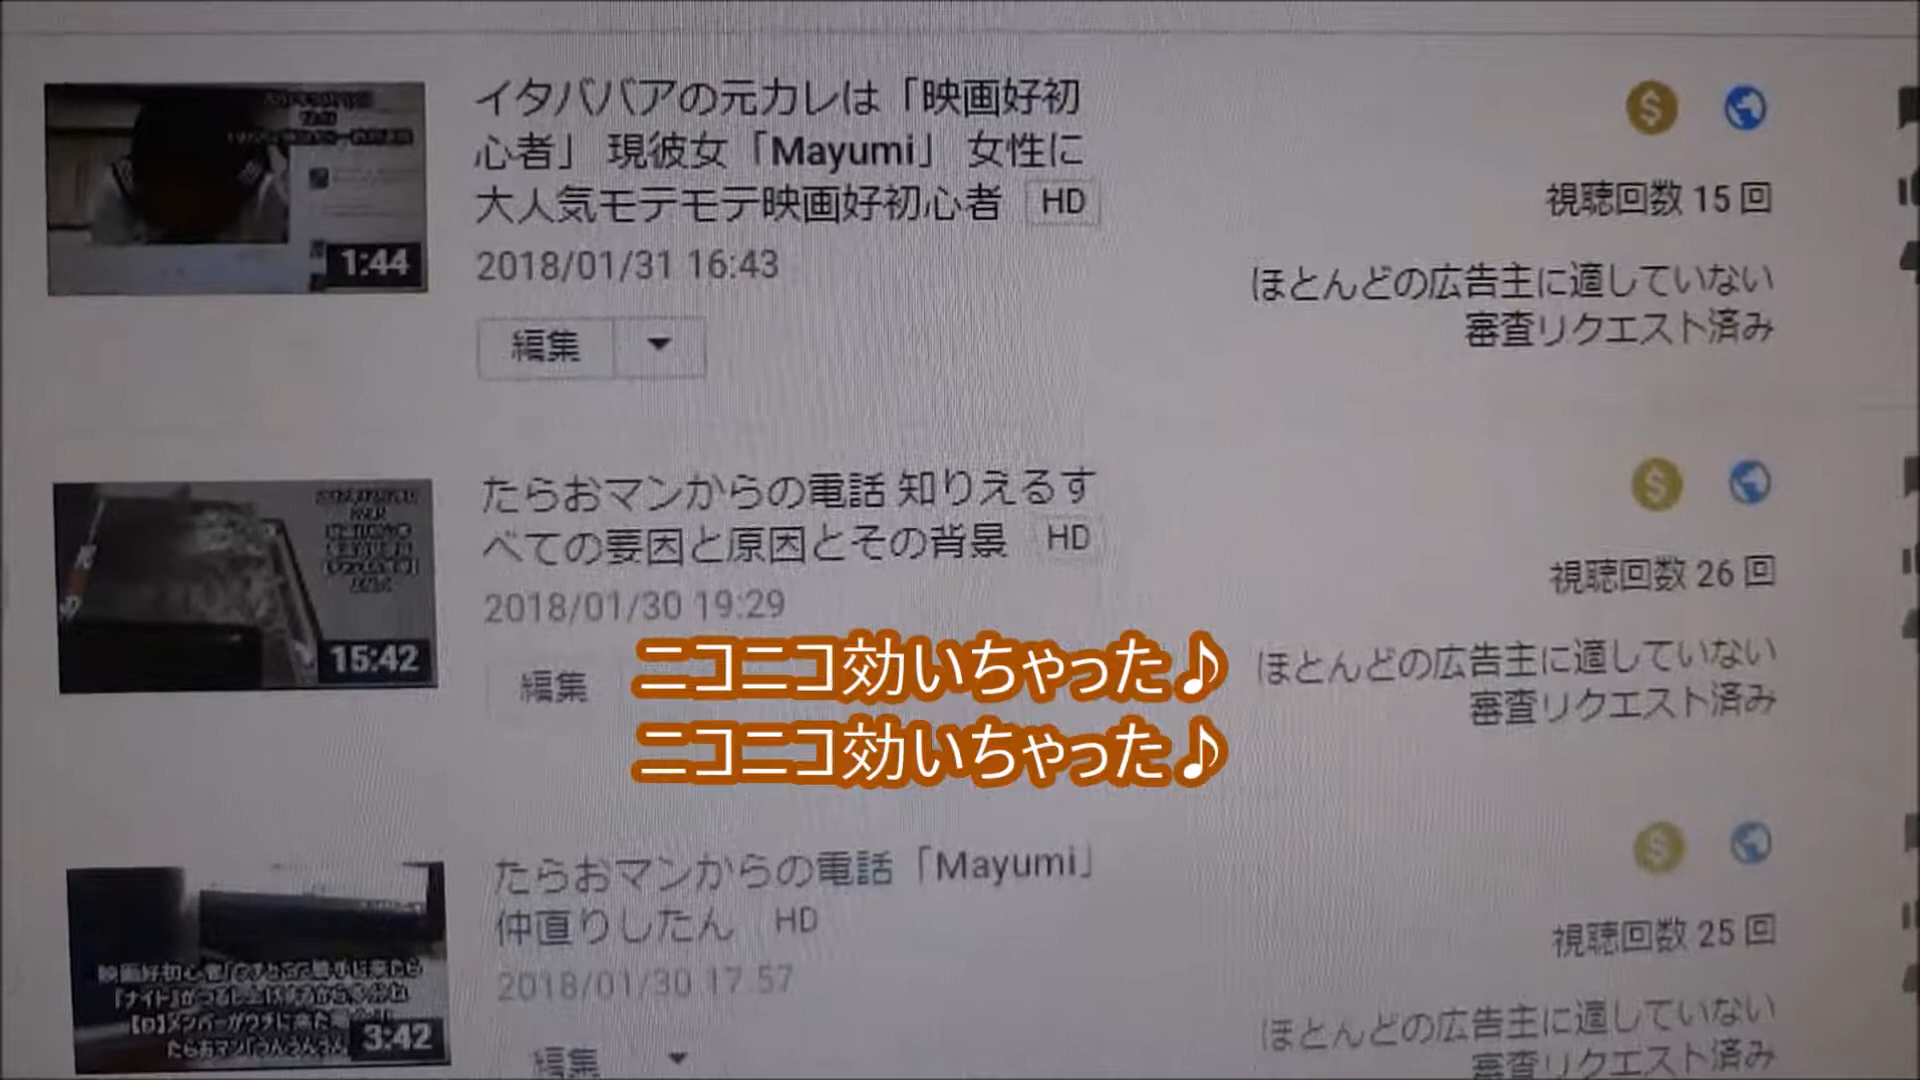 イタババアの元カレは「映画好初
心者」 現彼女「Mayumi」 女性に
大人気モテモテ映画好初心者 HD
2018/01/31 16:43
1:44
編集
視聴回数 15 回
ほとんどの広告主に適していない
審査リクエスト済み
たらおマンからの電話 知りえるす
べての要因と原因とその背景 HD
2018/01/30 19:29
15:42
編集
視聴回数 26 回
ほとんどの広告主に適していない
審査リクエスト済み
ニコニコ効いちゃった♪
ニコニコ効いちゃった♪
たらおマンからの電話「Mayumi」
仲直りしたん HD
2018/01/30 17:57
3:42
編集
視聴回数 25 回
ほとんどの広告主に適していない
審査リクエスト済み